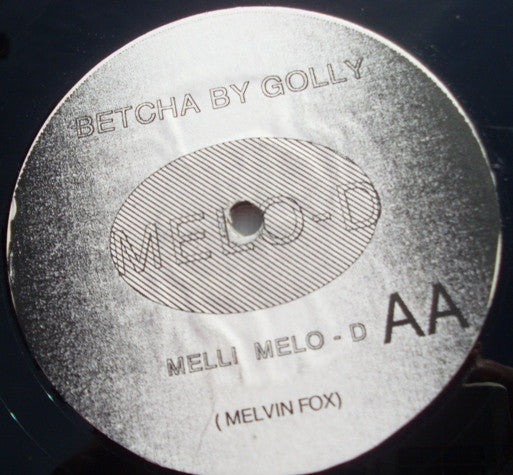 BETCHA BY GOLLY
MELO-D
MELLI MELO - D
AA
(MELVIN FOX)